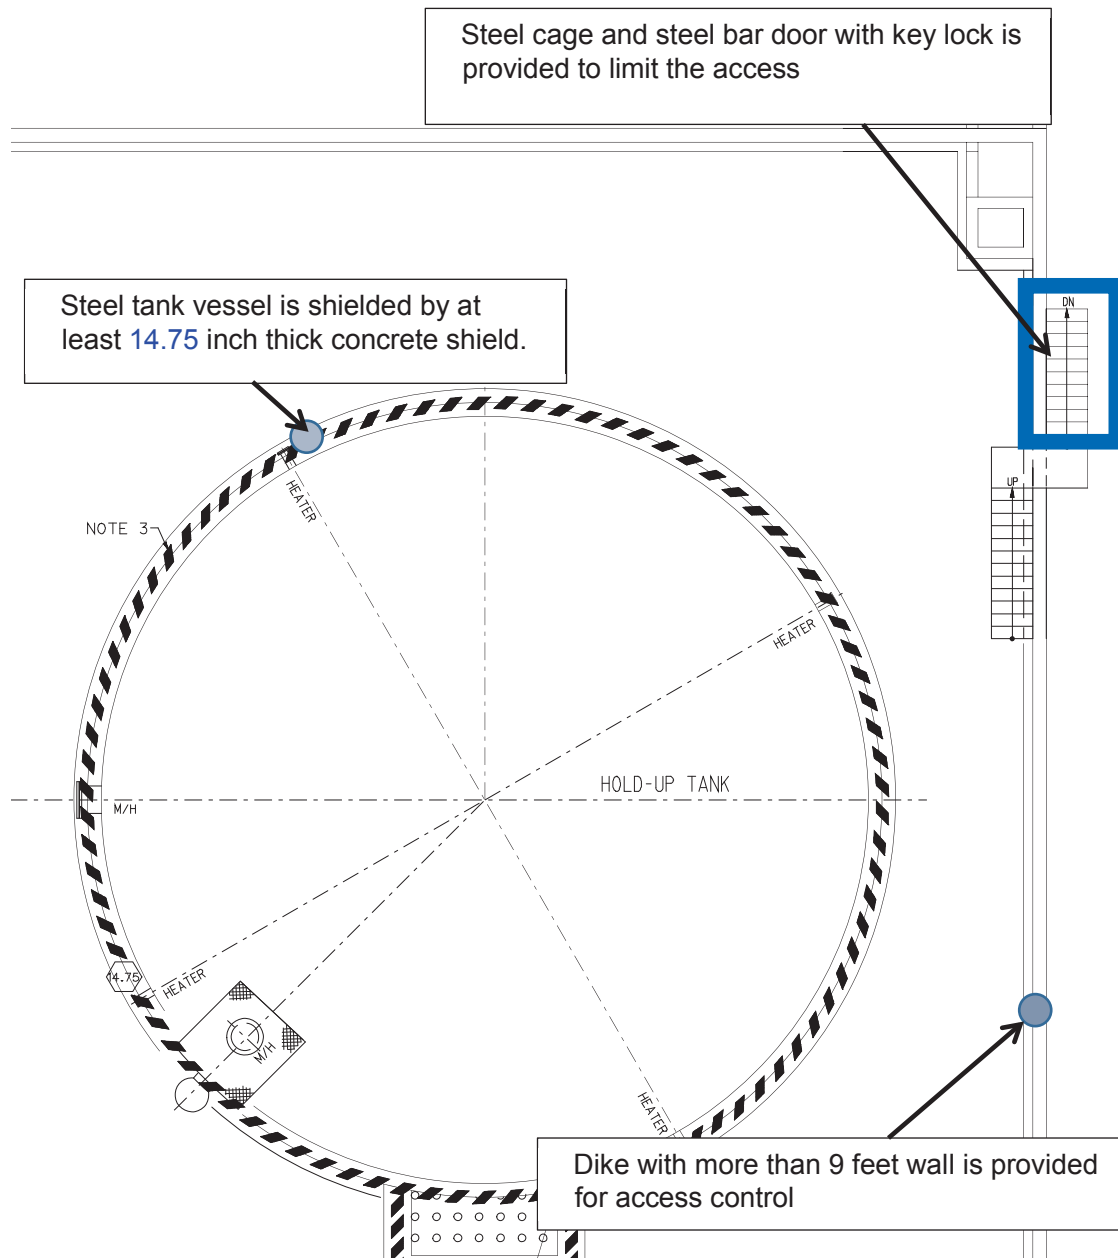 Steel cage and steel bar door with key lock is
provided to limit the access
Steel tank vessel is shielded by at
least 14.75 inch thick concrete shield.
DN
UP
HEATER
NOTE 3
HEATER
HOLD-UP TANK
M/H
14.75
HEATER
M/H
HEATER
Dike with more than 9 feet wall is provided
for access control